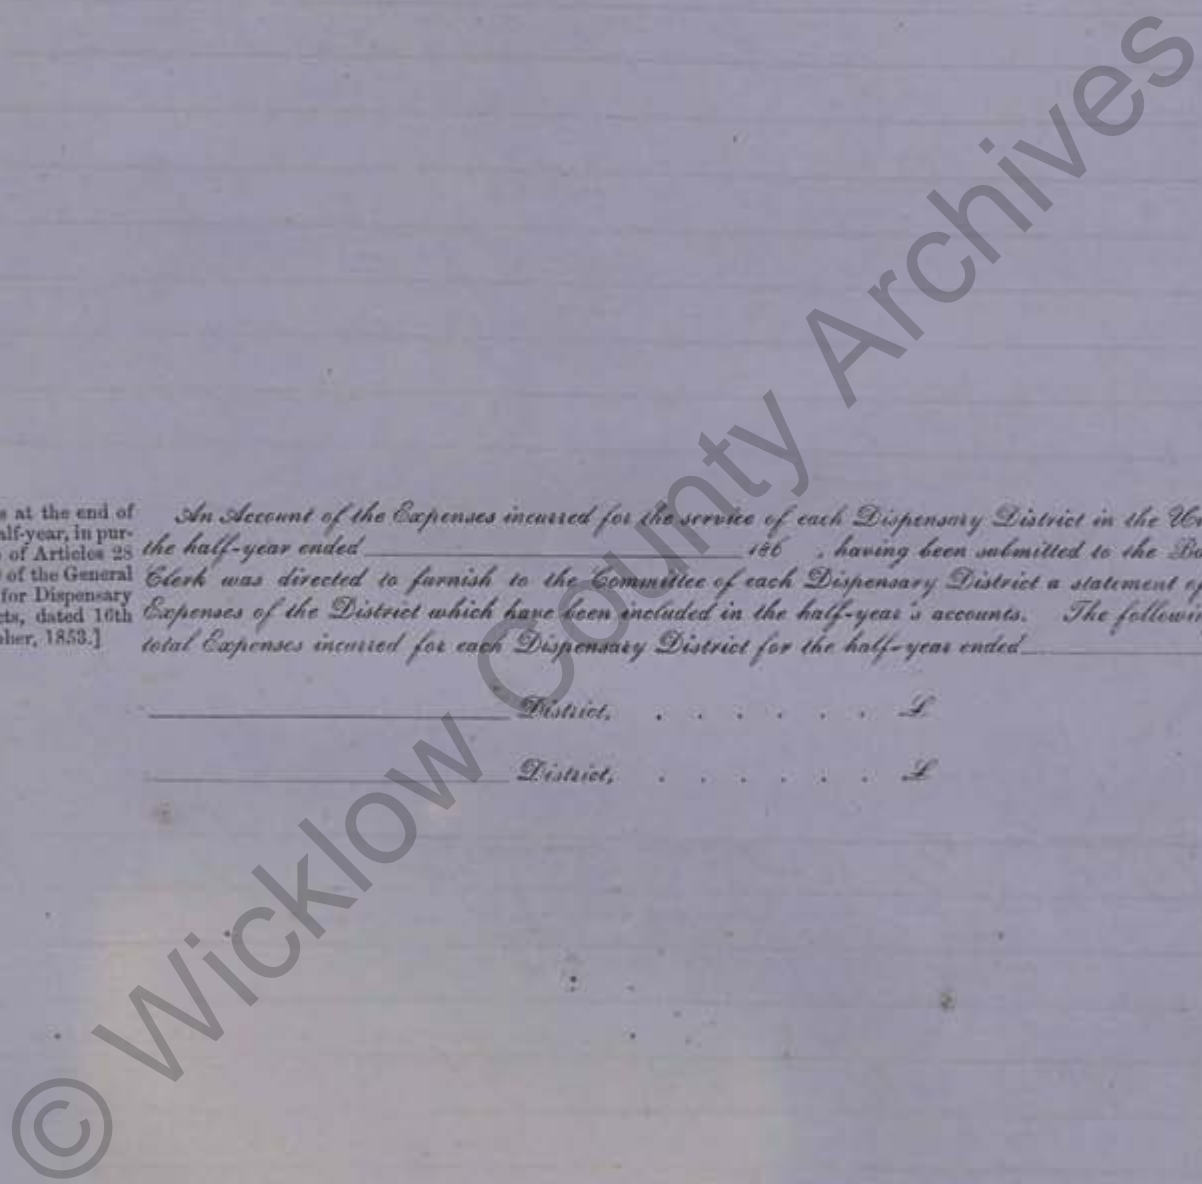 s at the end of
alf-year, in pur-
of Articles 28
of the General
for Dispensary
cts, dated 16th
ber, 1853.]
An Account of the Expenses incurred for the service of each Dispensary District in the
the half-year ended 186 , having been submitted to the
Clerk was directed to furnish to the Committee of each Dispensary District a statement of
Expenses of the District which have been included in the half-year's accounts. The
total Expenses incurred for each Dispensary District for the half-year ended
District, . . . . . . £
District, . . . . . . £
© Wicklow County Archives